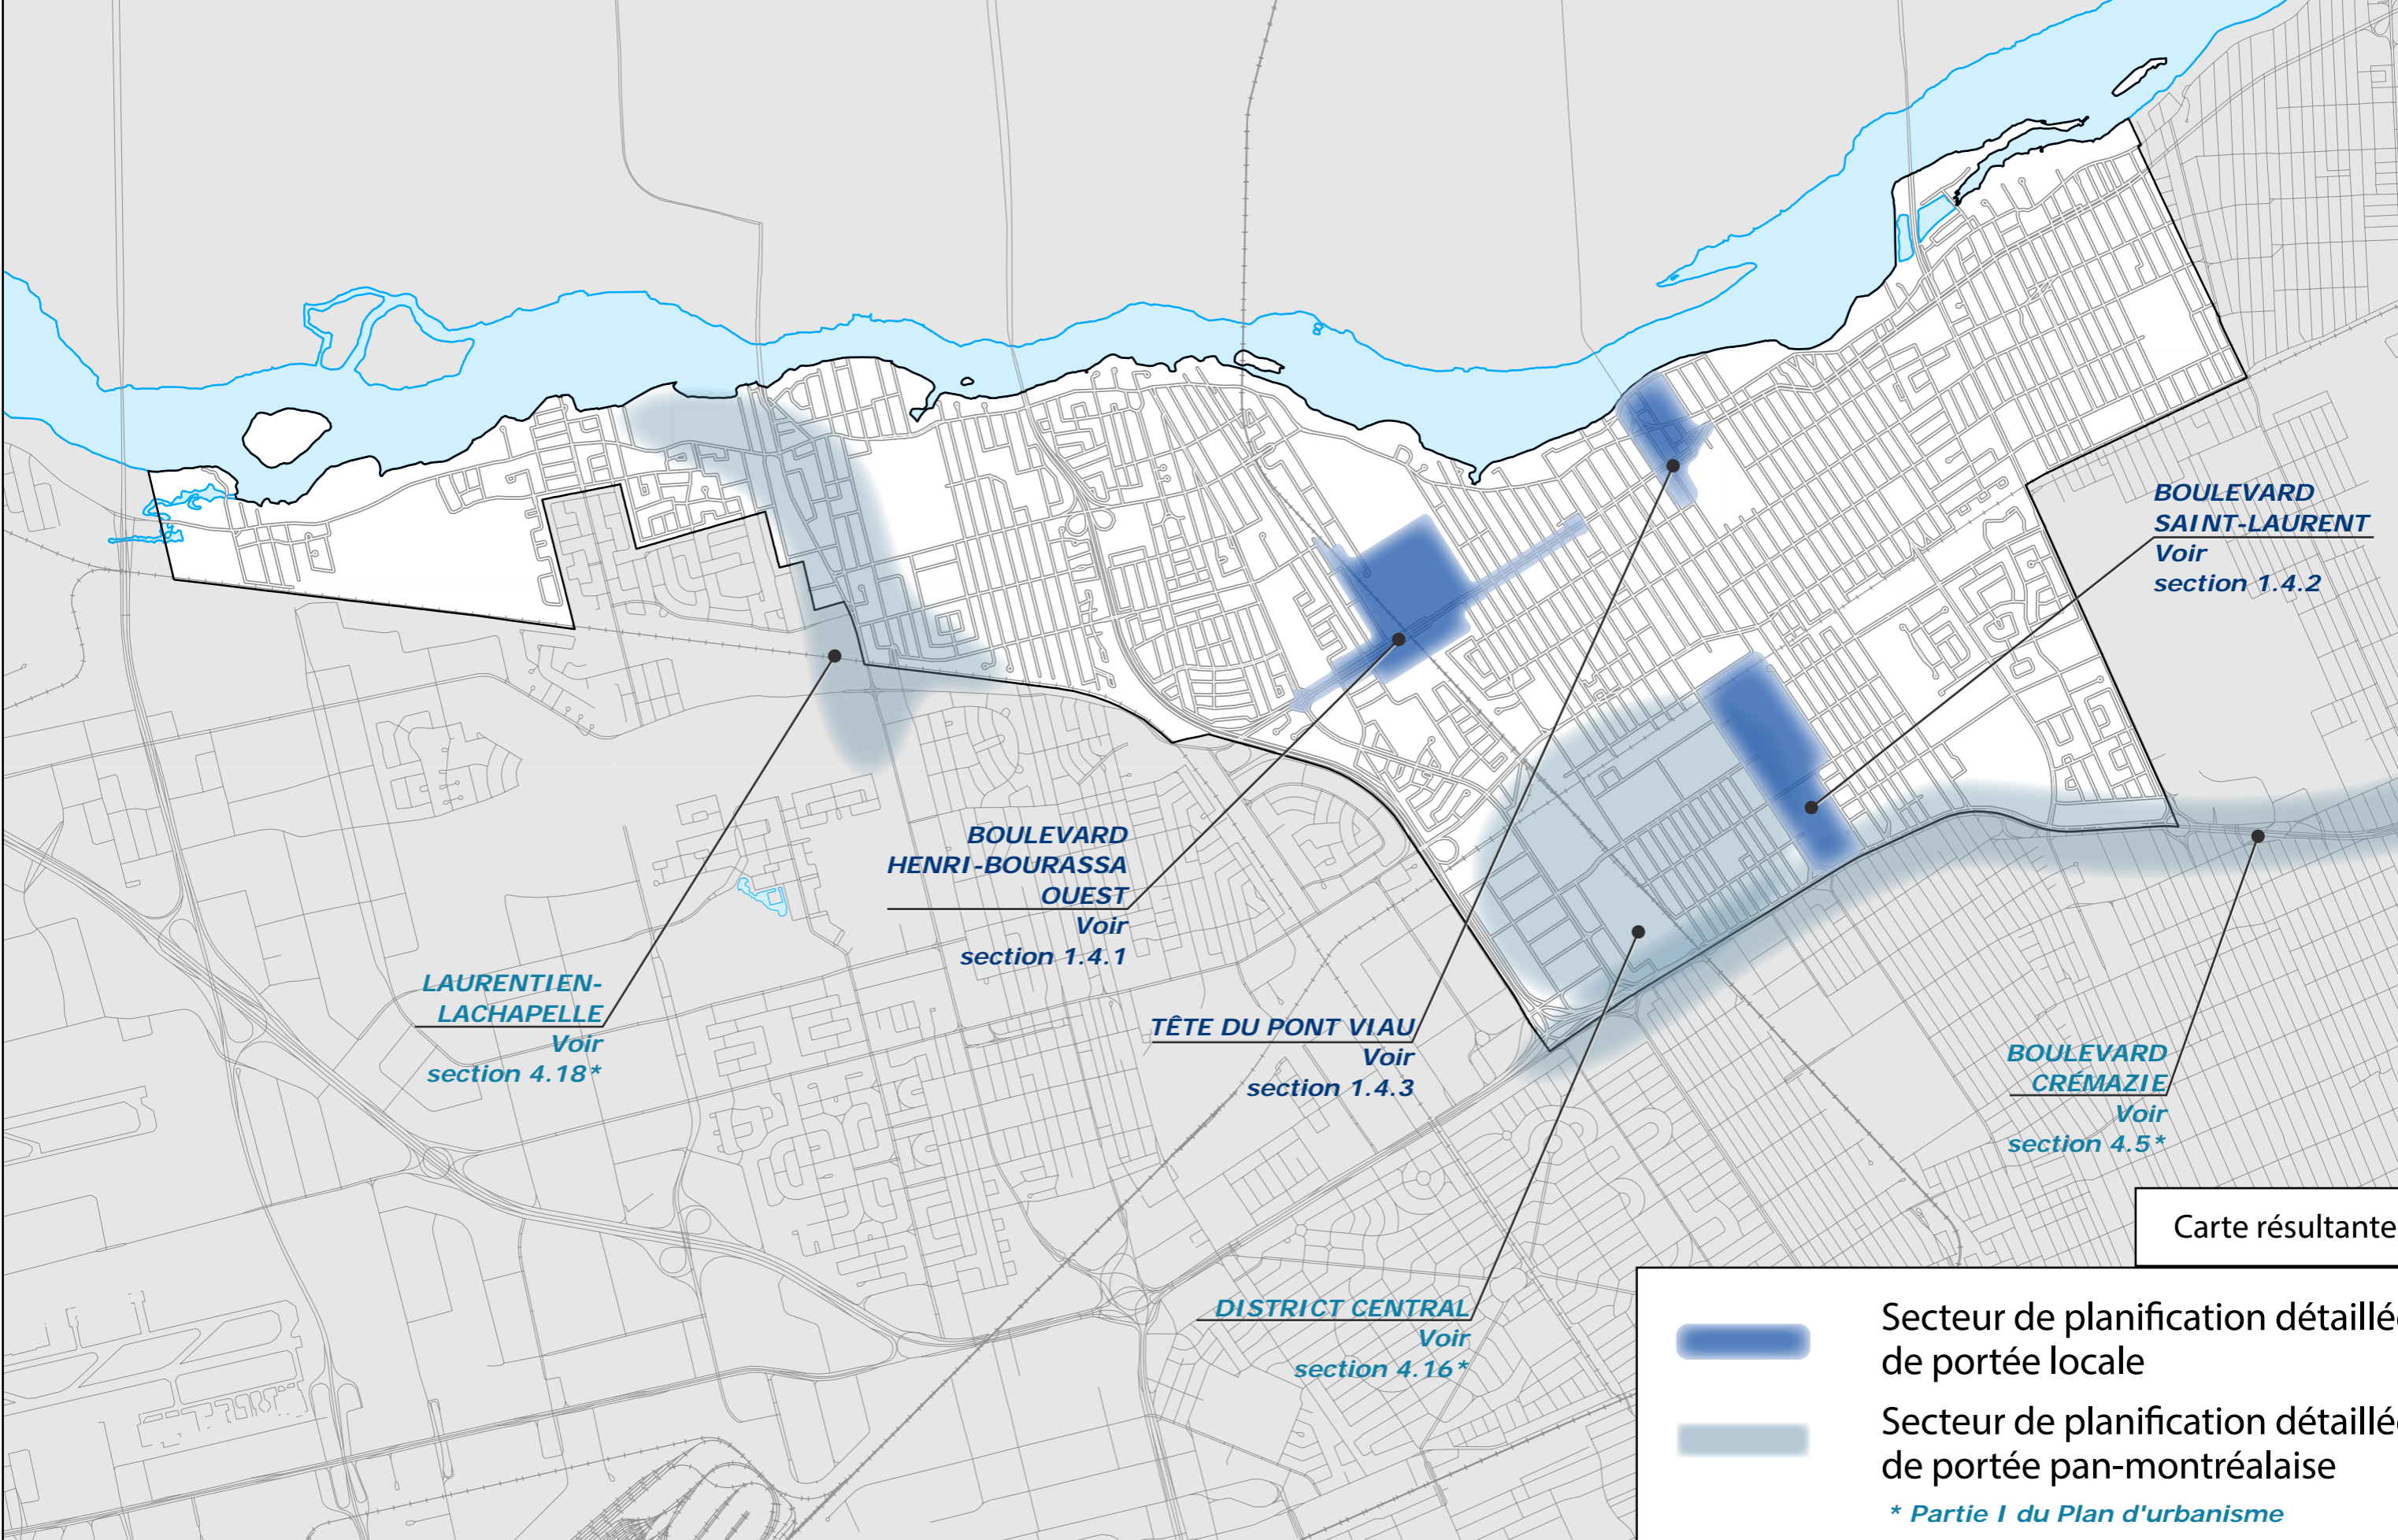 BOULEVARD
SAINT-LAURENT
Voir
section 1.4.2
BOULEVARD
HENRI-BOURASSA
OUEST
Voir
section 1.4.1
LAURENTIEN-
LACHAPELLE
Voir
section 4.18*
TÊTE DU PONT VIAU
Voir
section 1.4.3
BOULEVARD
CRÉMAZIE
Voir
section 4.5*
DISTRICT CENTRAL
Voir
section 4.16*
Carte résultante
Secteur de planification détaillée
de portée locale
Secteur de planification détaillée
de portée pan-montréalaise
* Partie I du Plan d'urbanisme